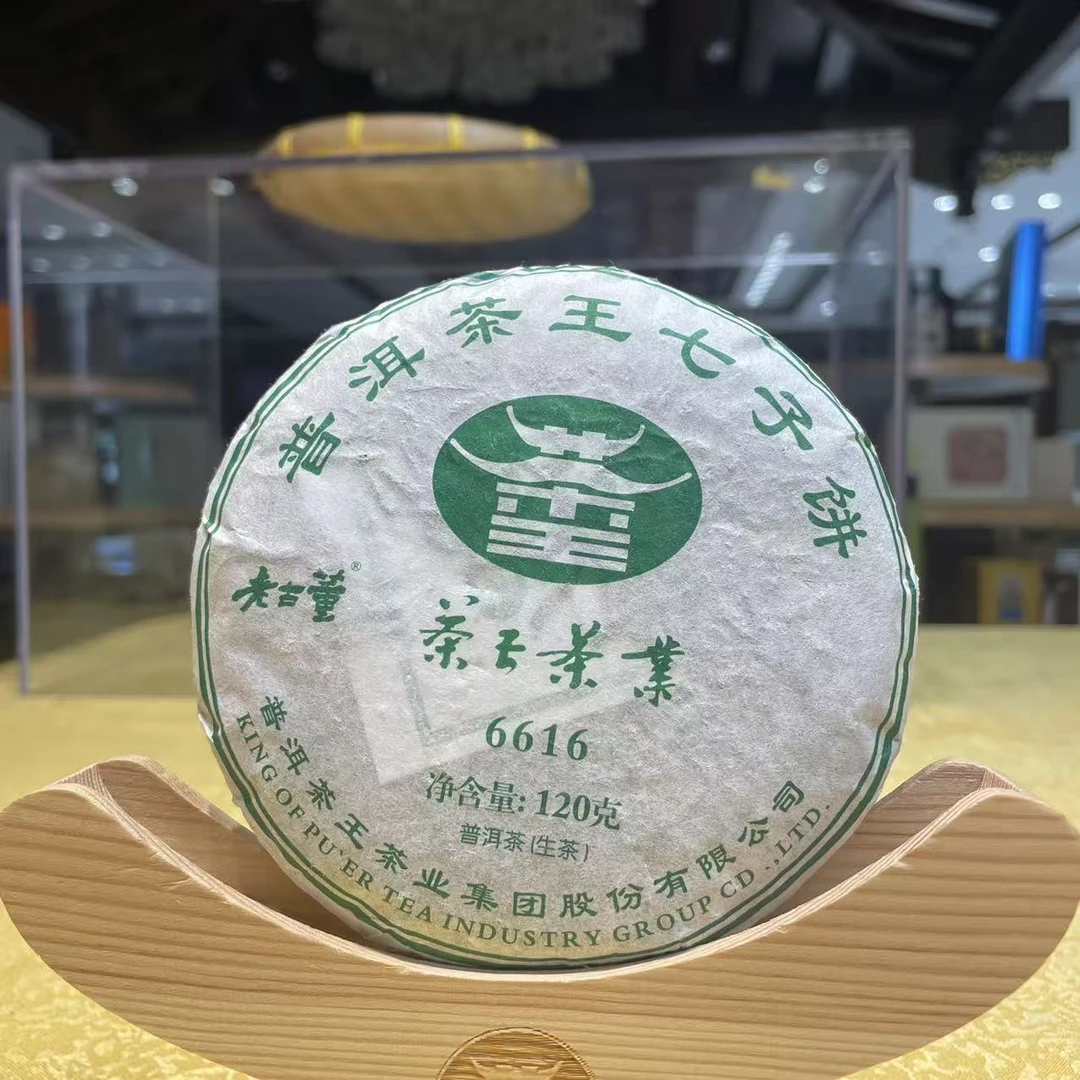 普洱茶王七子饼
老古董®
茶王茶業
6616
净含量:120克
普洱茶(生茶)
普洱茶王茶业集团股份有限公司
KING OF PU'ER TEA INDUSTRY GROUP CD.,LTD.